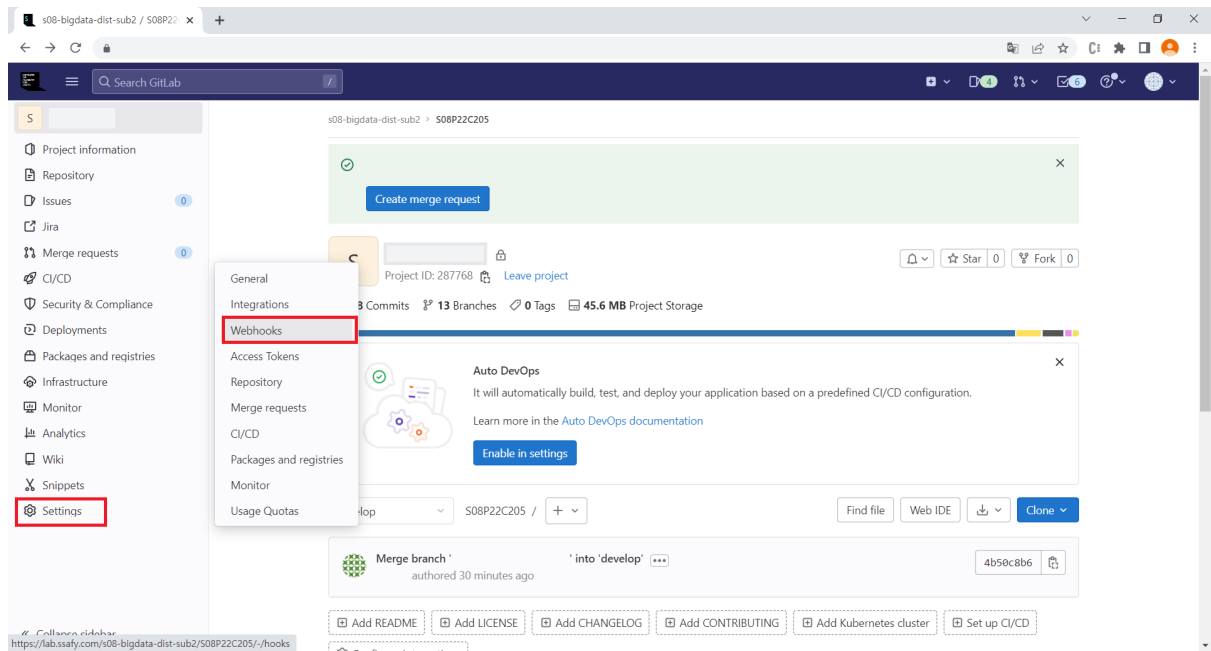 s08-bigdata-dist-sub2 / S08P22
Search GitLab
/
4
6
S
Project information
Repository
Issues 0
Jira
Merge requests 0
CI/CD
Security & Compliance
Deployments
Packages and registries
Infrastructure
Monitor
Analytics
Wiki
Snippets
Settings
Collapse sidebar
https://lab.ssafy.com/s08-bigdata-dist-sub2/S08P22C205/-/hooks
General
Integrations
Webhooks
Access Tokens
Repository
Merge requests
CI/CD
Packages and registries
Monitor
Usage Quotas
s08-bigdata-dist-sub2 > S08P22C205
Create merge request
S
Project ID: 287768 Leave project
Star 0 Fork 0
Commits 13 Branches 0 Tags 45.6 MB Project Storage
Auto DevOps
It will automatically build, test, and deploy your application based on a predefined CI/CD configuration.
Learn more in the Auto DevOps documentation
Enable in settings
elop S08P22C205 / + Find file Web IDE Clone
Merge branch ' ' into 'develop' 4b50c8b6
authored 30 minutes ago
Add README Add LICENSE Add CHANGELOG Add CONTRIBUTING Add Kubernetes cluster Set up CI/CD